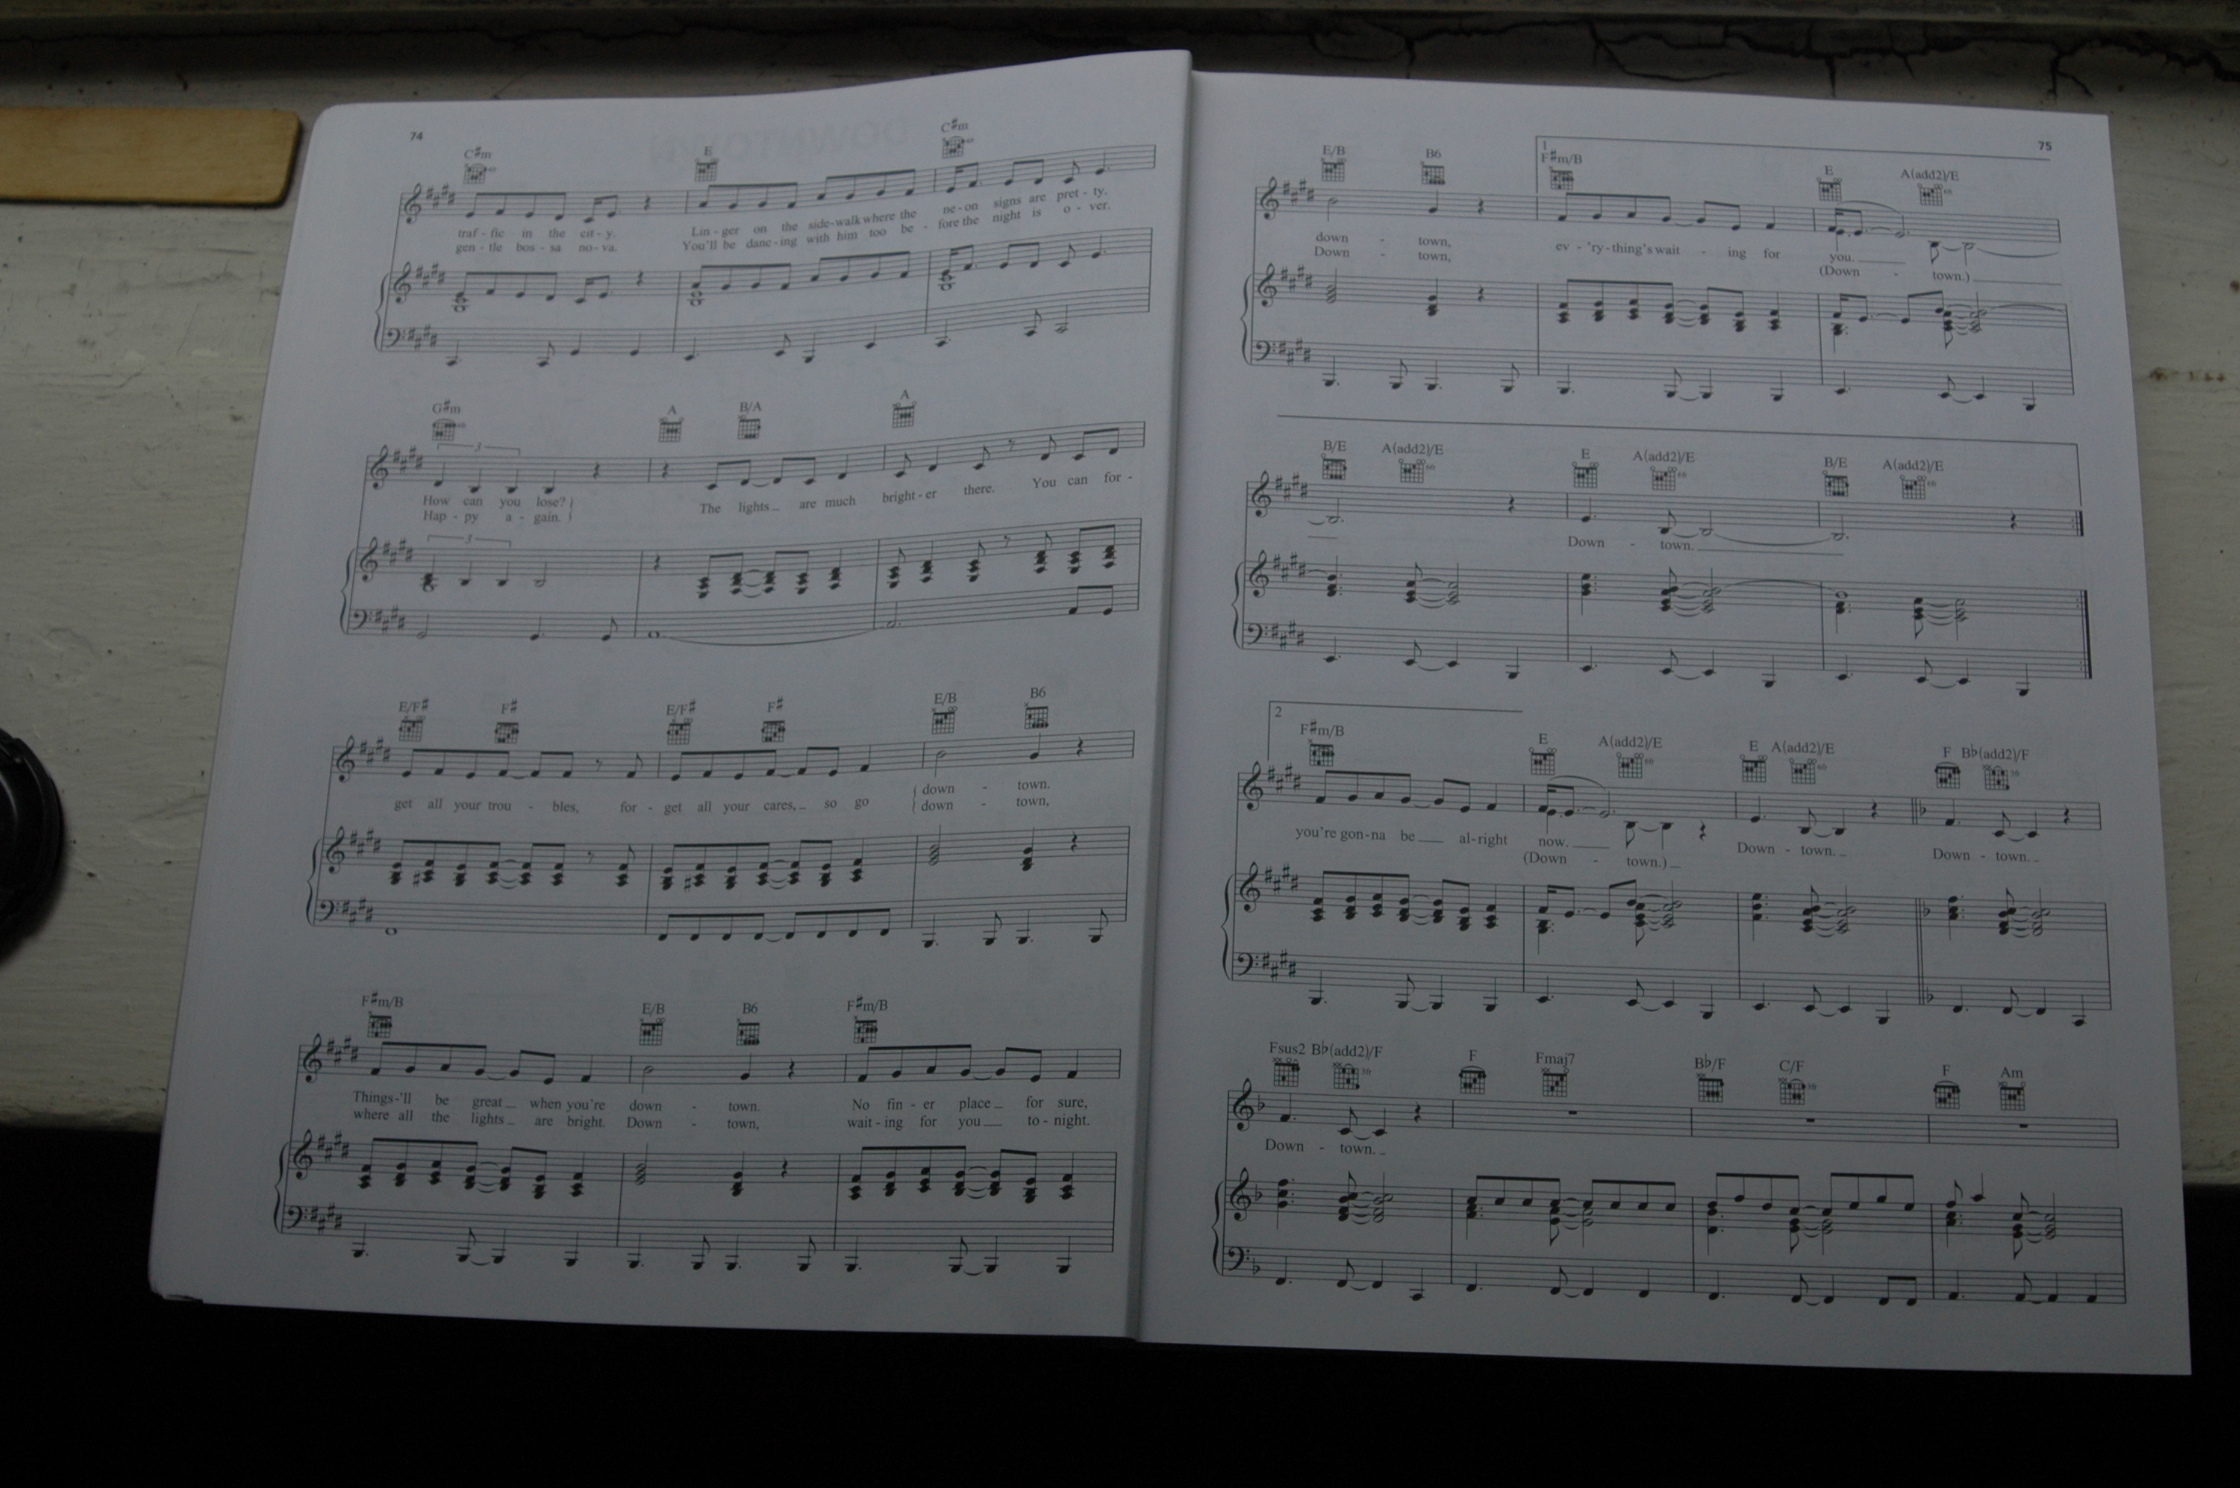 74
C#m E C#m
traf - fic in the cit - y. Lin - ger on the side - walk where the ne - on signs are pret - ty.
gen - tle bos - sa no - va. You'll be danc - ing with him too be - fore the night is o - ver.
G#m A B/A A
3
How can you lose? The lights are much bright - er there. You can for -
Hap - py a - gain.
3
E/F# F# E/F# F# E/B B6
get all your trou - bles, for - get all your cares, so go down - town.
down - town,
F#m/B E/B B6 F#m/B
Things-'ll be great when you're down - town. No fin - er place for sure,
where all the lights are bright. Down - town, wait - ing for you to - night.
75
E/B B6 1 F#m/B E A(add2)/E
down - town, ev - 'ry - thing's wait - ing for you.
Down - town, (Down - town.)
B/E A(add2)/E E A(add2)/E B/E A(add2)/E
Down - town.
2 F#m/B E A(add2)/E E A(add2)/E F Bb(add2)/F
you're gon - na be al - right now. Down - town. Down - town.
(Down - town.)
Fsus2 Bb(add2)/F F Fmaj7 Bb/F C/F F Am
Down - town.